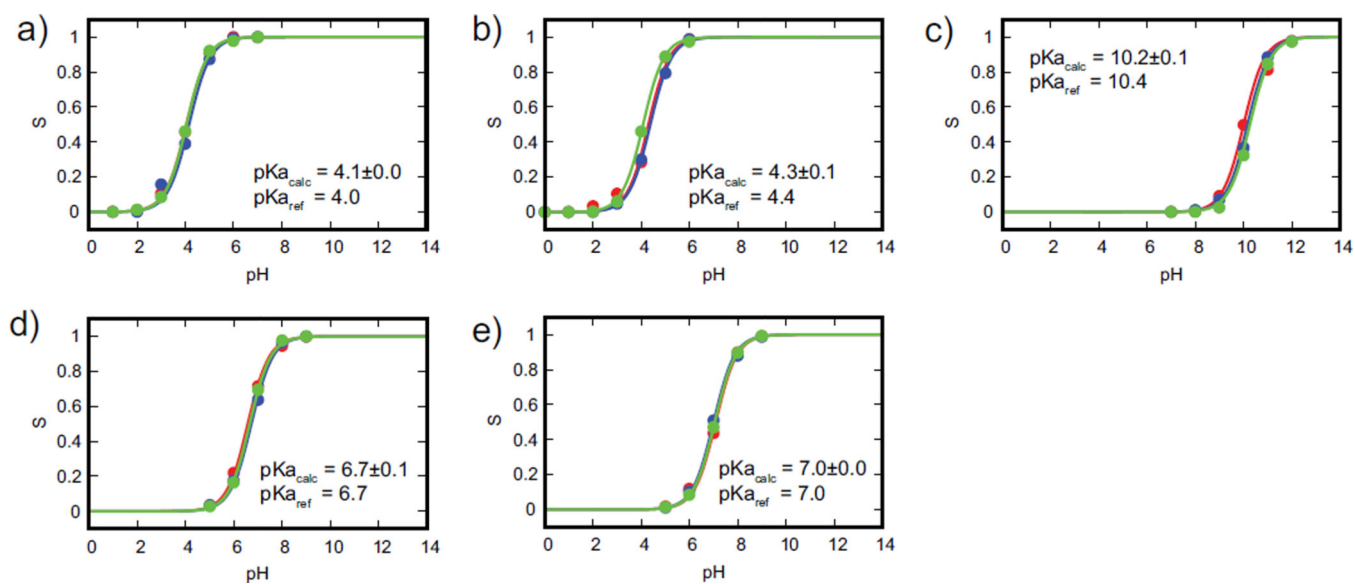 a)
1
0.8
0.6
0.4
0.2
0
S
pKa_calc = 4.1±0.0
pKa_ref = 4.0
0 2 4 6 8 10 12 14
pH
b)
1
0.8
0.6
0.4
0.2
0
S
pKa_calc = 4.3±0.1
pKa_ref = 4.4
0 2 4 6 8 10 12 14
pH
c)
1
0.8
0.6
0.4
0.2
0
S
pKa_calc = 10.2±0.1
pKa_ref = 10.4
0 2 4 6 8 10 12 14
pH
d)
1
0.8
0.6
0.4
0.2
0
S
pKa_calc = 6.7±0.1
pKa_ref = 6.7
0 2 4 6 8 10 12 14
pH
e)
1
0.8
0.6
0.4
0.2
0
S
pKa_calc = 7.0±0.0
pKa_ref = 7.0
0 2 4 6 8 10 12 14
pH